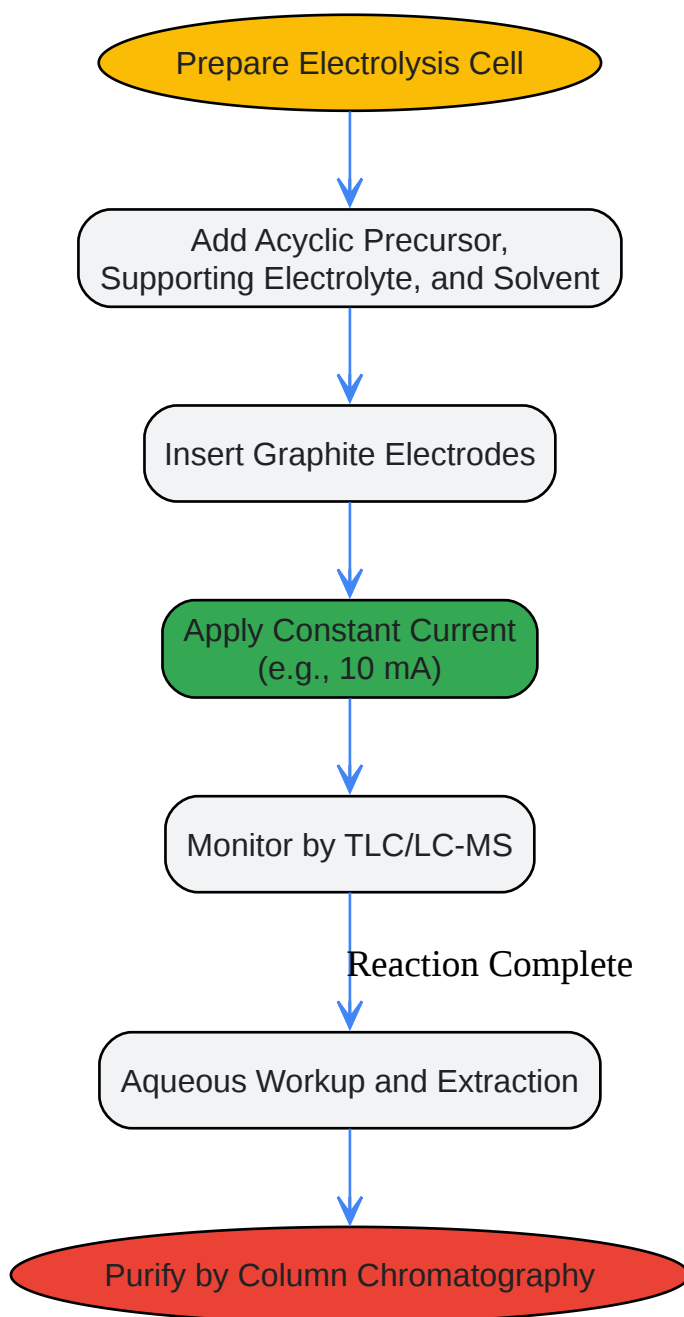 Prepare Electrolysis Cell
Add Acyclic Precursor,
Supporting Electrolyte, and Solvent
Insert Graphite Electrodes
Apply Constant Current
(e.g., 10 mA)
Monitor by TLC/LC-MS
Reaction Complete
Aqueous Workup and Extraction
Purify by Column Chromatography